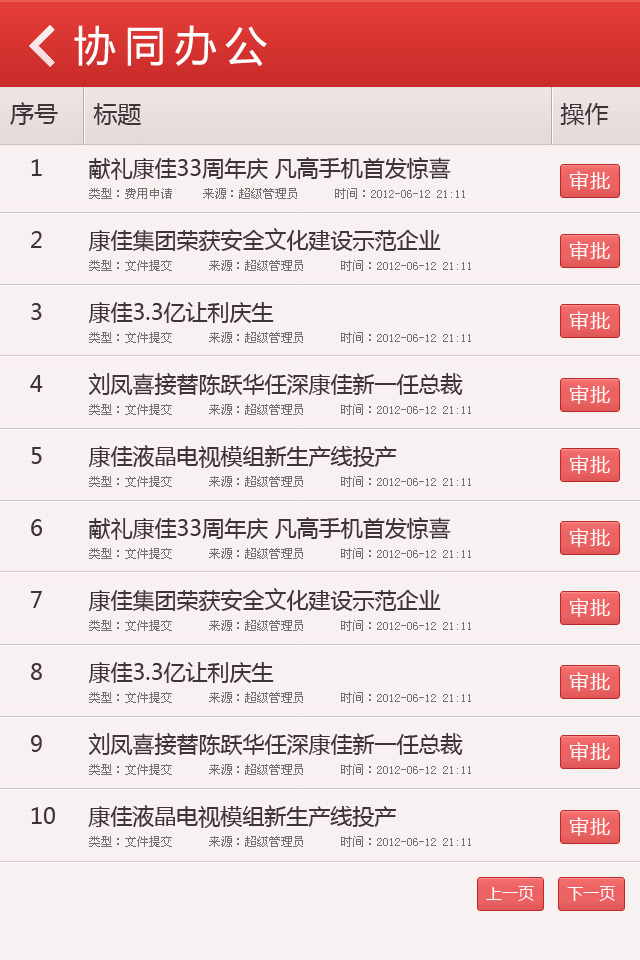 协同办公
序号 标题 操作
1 献礼康佳33周年庆 凡高手机首发惊喜 审批
类型：费用申请 来源：超级管理员 时间：2012-06-12 21:11
2 康佳集团荣获安全文化建设示范企业 审批
类型：文件提交 来源：超级管理员 时间：2012-06-12 21:11
3 康佳3.3亿让利庆生 审批
类型：文件提交 来源：超级管理员 时间：2012-06-12 21:11
4 刘凤喜接替陈跃华任深康佳新一任总裁 审批
类型：文件提交 来源：超级管理员 时间：2012-06-12 21:11
5 康佳液晶电视模组新生产线投产 审批
类型：文件提交 来源：超级管理员 时间：2012-06-12 21:11
6 献礼康佳33周年庆 凡高手机首发惊喜 审批
类型：文件提交 来源：超级管理员 时间：2012-06-12 21:11
7 康佳集团荣获安全文化建设示范企业 审批
类型：文件提交 来源：超级管理员 时间：2012-06-12 21:11
8 康佳3.3亿让利庆生 审批
类型：文件提交 来源：超级管理员 时间：2012-06-12 21:11
9 刘凤喜接替陈跃华任深康佳新一任总裁 审批
类型：文件提交 来源：超级管理员 时间：2012-06-12 21:11
10 康佳液晶电视模组新生产线投产 审批
类型：文件提交 来源：超级管理员 时间：2012-06-12 21:11
上一页 下一页